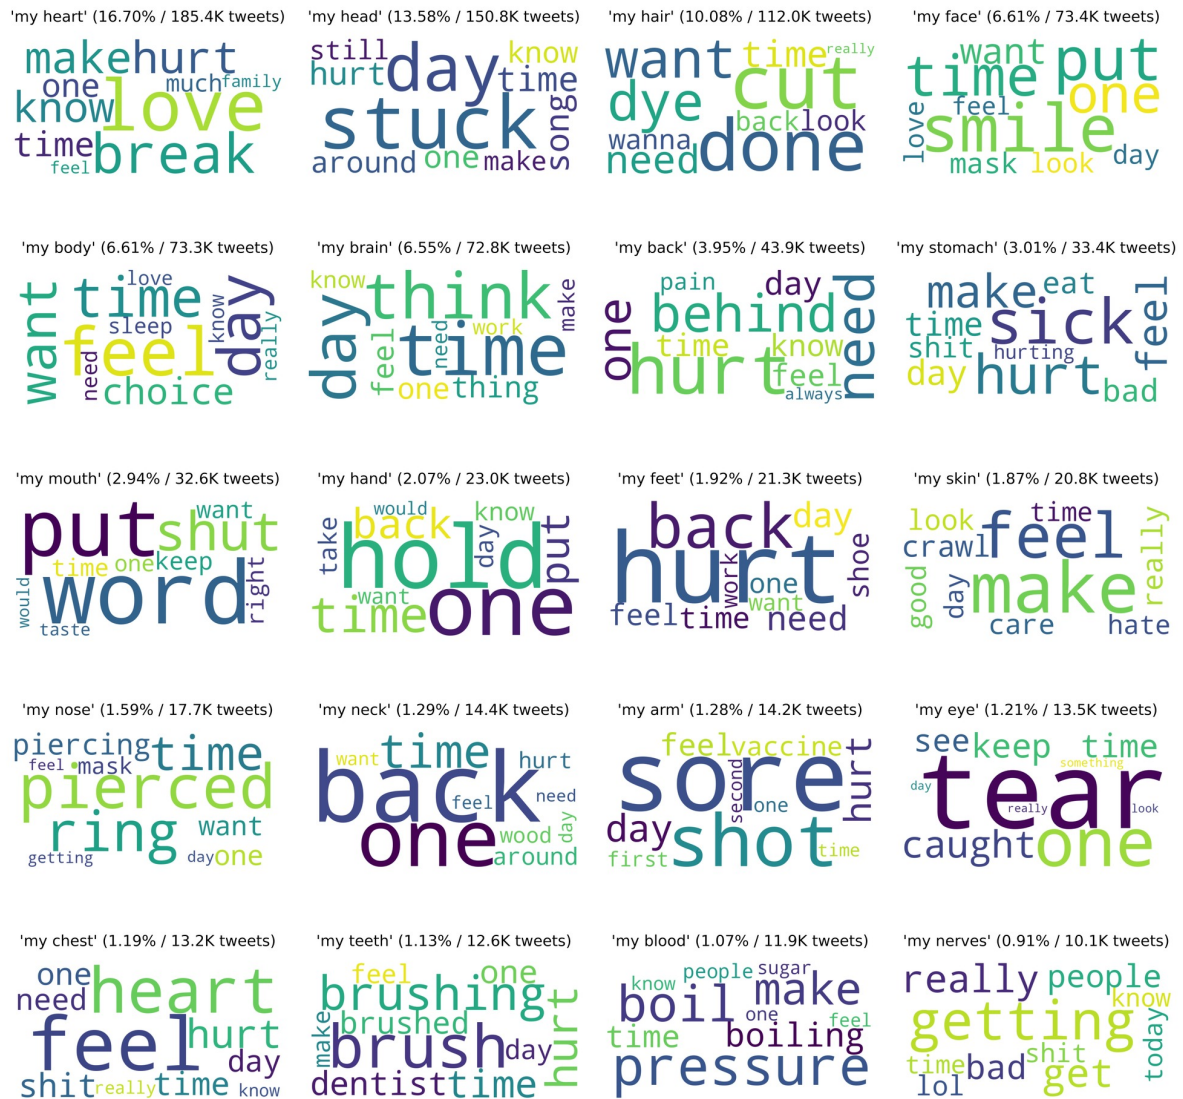 'my heart' (16.70% / 185.4K tweets)
make hurt
one much family
know love
time
feel break
'my head' (13.58% / 150.8K tweets)
still day know
hurt time
stuck song
around one make
'my hair' (10.08% / 112.0K tweets)
want time really
dye cut
wanna back look
need done
'my face' (6.61% / 73.4K tweets)
want put
time one
love feel
smile
mask look day
'my body' (6.61% / 73.3K tweets)
love
want time day
sleep know really
feel
need choice
'my brain' (6.55% / 72.8K tweets)
know think make
day feel need work
time
one thing
'my back' (3.95% / 43.9K tweets)
pain day need
one behind
time know
hurt feel
always
'my stomach' (3.01% / 33.4K tweets)
make eat feel
time sick
shit hurting
day hurt bad
'my mouth' (2.94% / 32.6K tweets)
put want
shut
time one keep
would word right
taste
'my hand' (2.07% / 23.0K tweets)
would know
take back day put
hold
want
time one
'my feet' (1.92% / 21.3K tweets)
back day
hurt shoe
work one
want
feel time need
'my skin' (1.87% / 20.8K tweets)
look time really
crawl feel
good day make
care hate
'my nose' (1.59% / 17.7K tweets)
piercing time
feel mask
pierced
ring want
getting day one
'my neck' (1.29% / 14.4K tweets)
want time hurt
back
feel need
one wood day
around
'my arm' (1.28% / 14.2K tweets)
feel vaccine hurt
sore
second one
day shot
first time
'my eye' (1.21% / 13.5K tweets)
see keep time
something
day tear
really look
caught one
'my chest' (1.19% / 13.2K tweets)
one heart
need
feel hurt
day
shit really time know
'my teeth' (1.13% / 12.6K tweets)
feel one
brushing hurt
brushed
make brush day
dentist time
'my blood' (1.07% / 11.9K tweets)
know people sugar
boil make
one feel
time boiling
pressure
'my nerves' (0.91% / 10.1K tweets)
really people
know
getting today
time bad shit
lol get